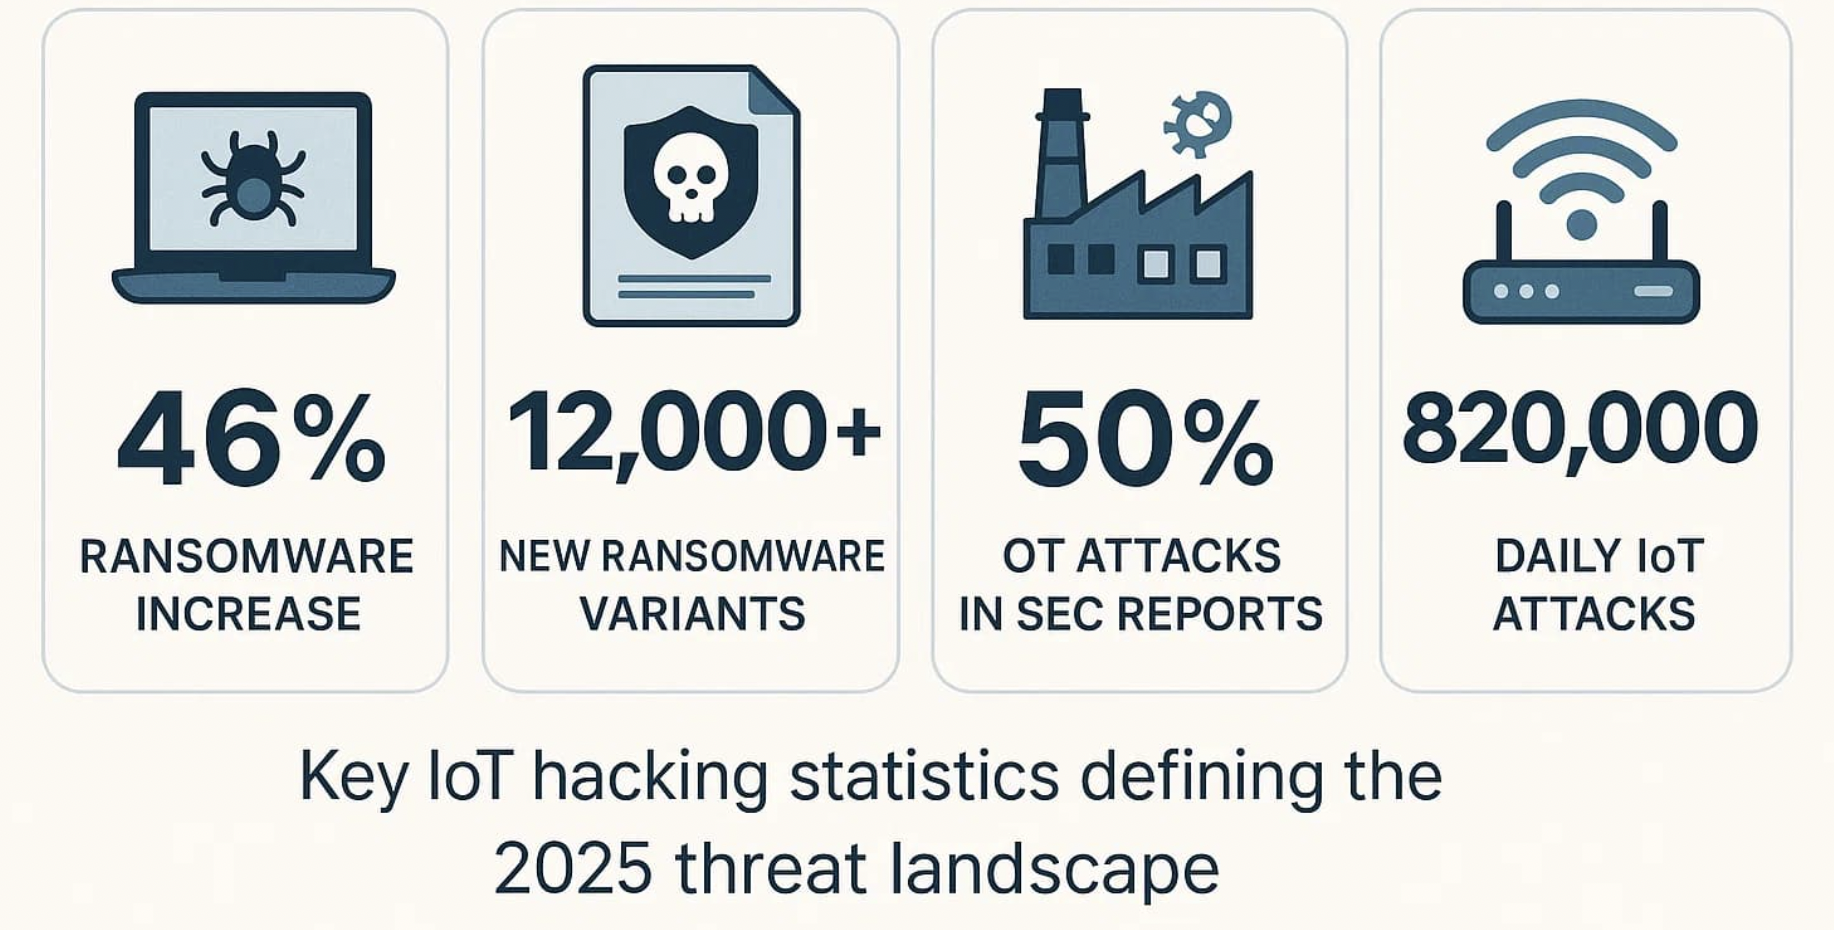 46%
RANSOMWARE
INCREASE
12,000+
NEW RANSOMWARE
VARIANTS
50%
OT ATTACKS
IN SEC REPORTS
820,000
DAILY IoT
ATTACKS
Key IoT hacking statistics defining the
2025 threat landscape